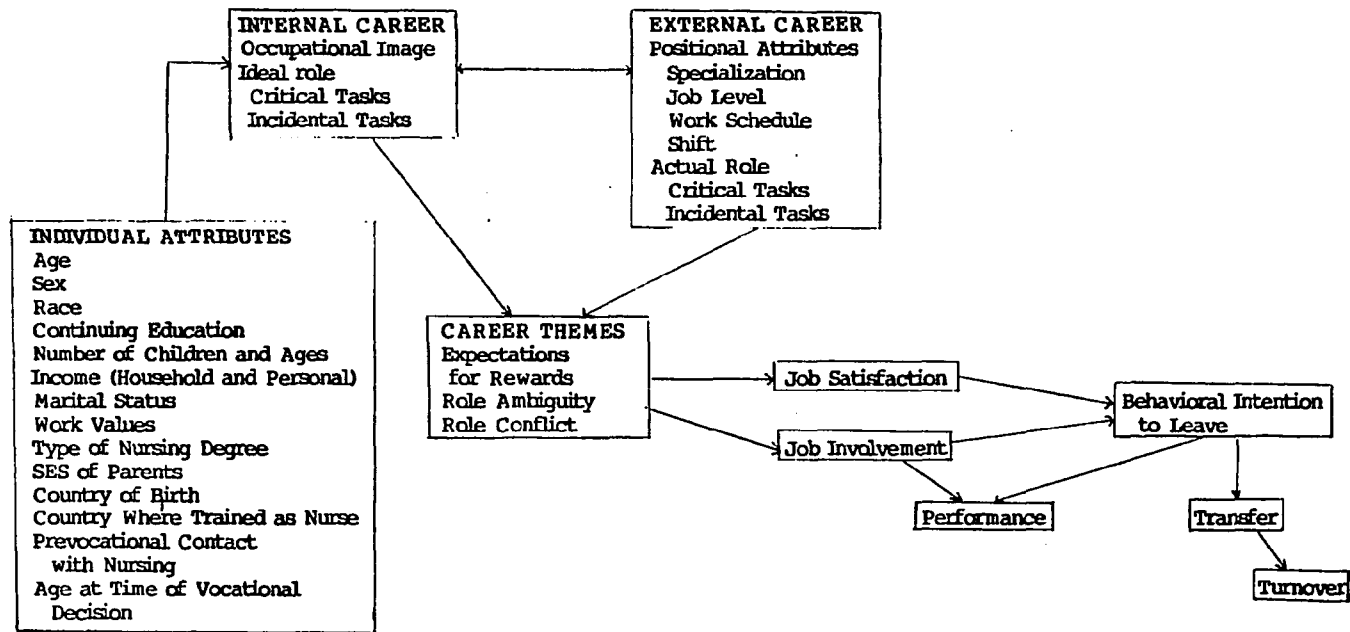 INTERNAL CAREER
Occupational Image
Ideal role
Critical Tasks
Incidental Tasks
EXTERNAL CAREER
Positional Attributes
Specialization
Job Level
Work Schedule
Shift
Actual Role
Critical Tasks
Incidental Tasks
INDIVIDUAL ATTRIBUTES
Age
Sex
Race
Continuing Education
Number of Children and Ages
Income (Household and Personal)
Marital Status
Work Values
Type of Nursing Degree
SES of Parents
Country of Birth
Country Where Trained as Nurse
Prevocational Contact
with Nursing
Age at Time of Vocational
Decision
CAREER THEMES
Expectations
for Rewards
Role Ambiguity
Role Conflict
Job Satisfaction
Job Involvement
Behavioral Intention
to Leave
Performance
Transfer
Turnover